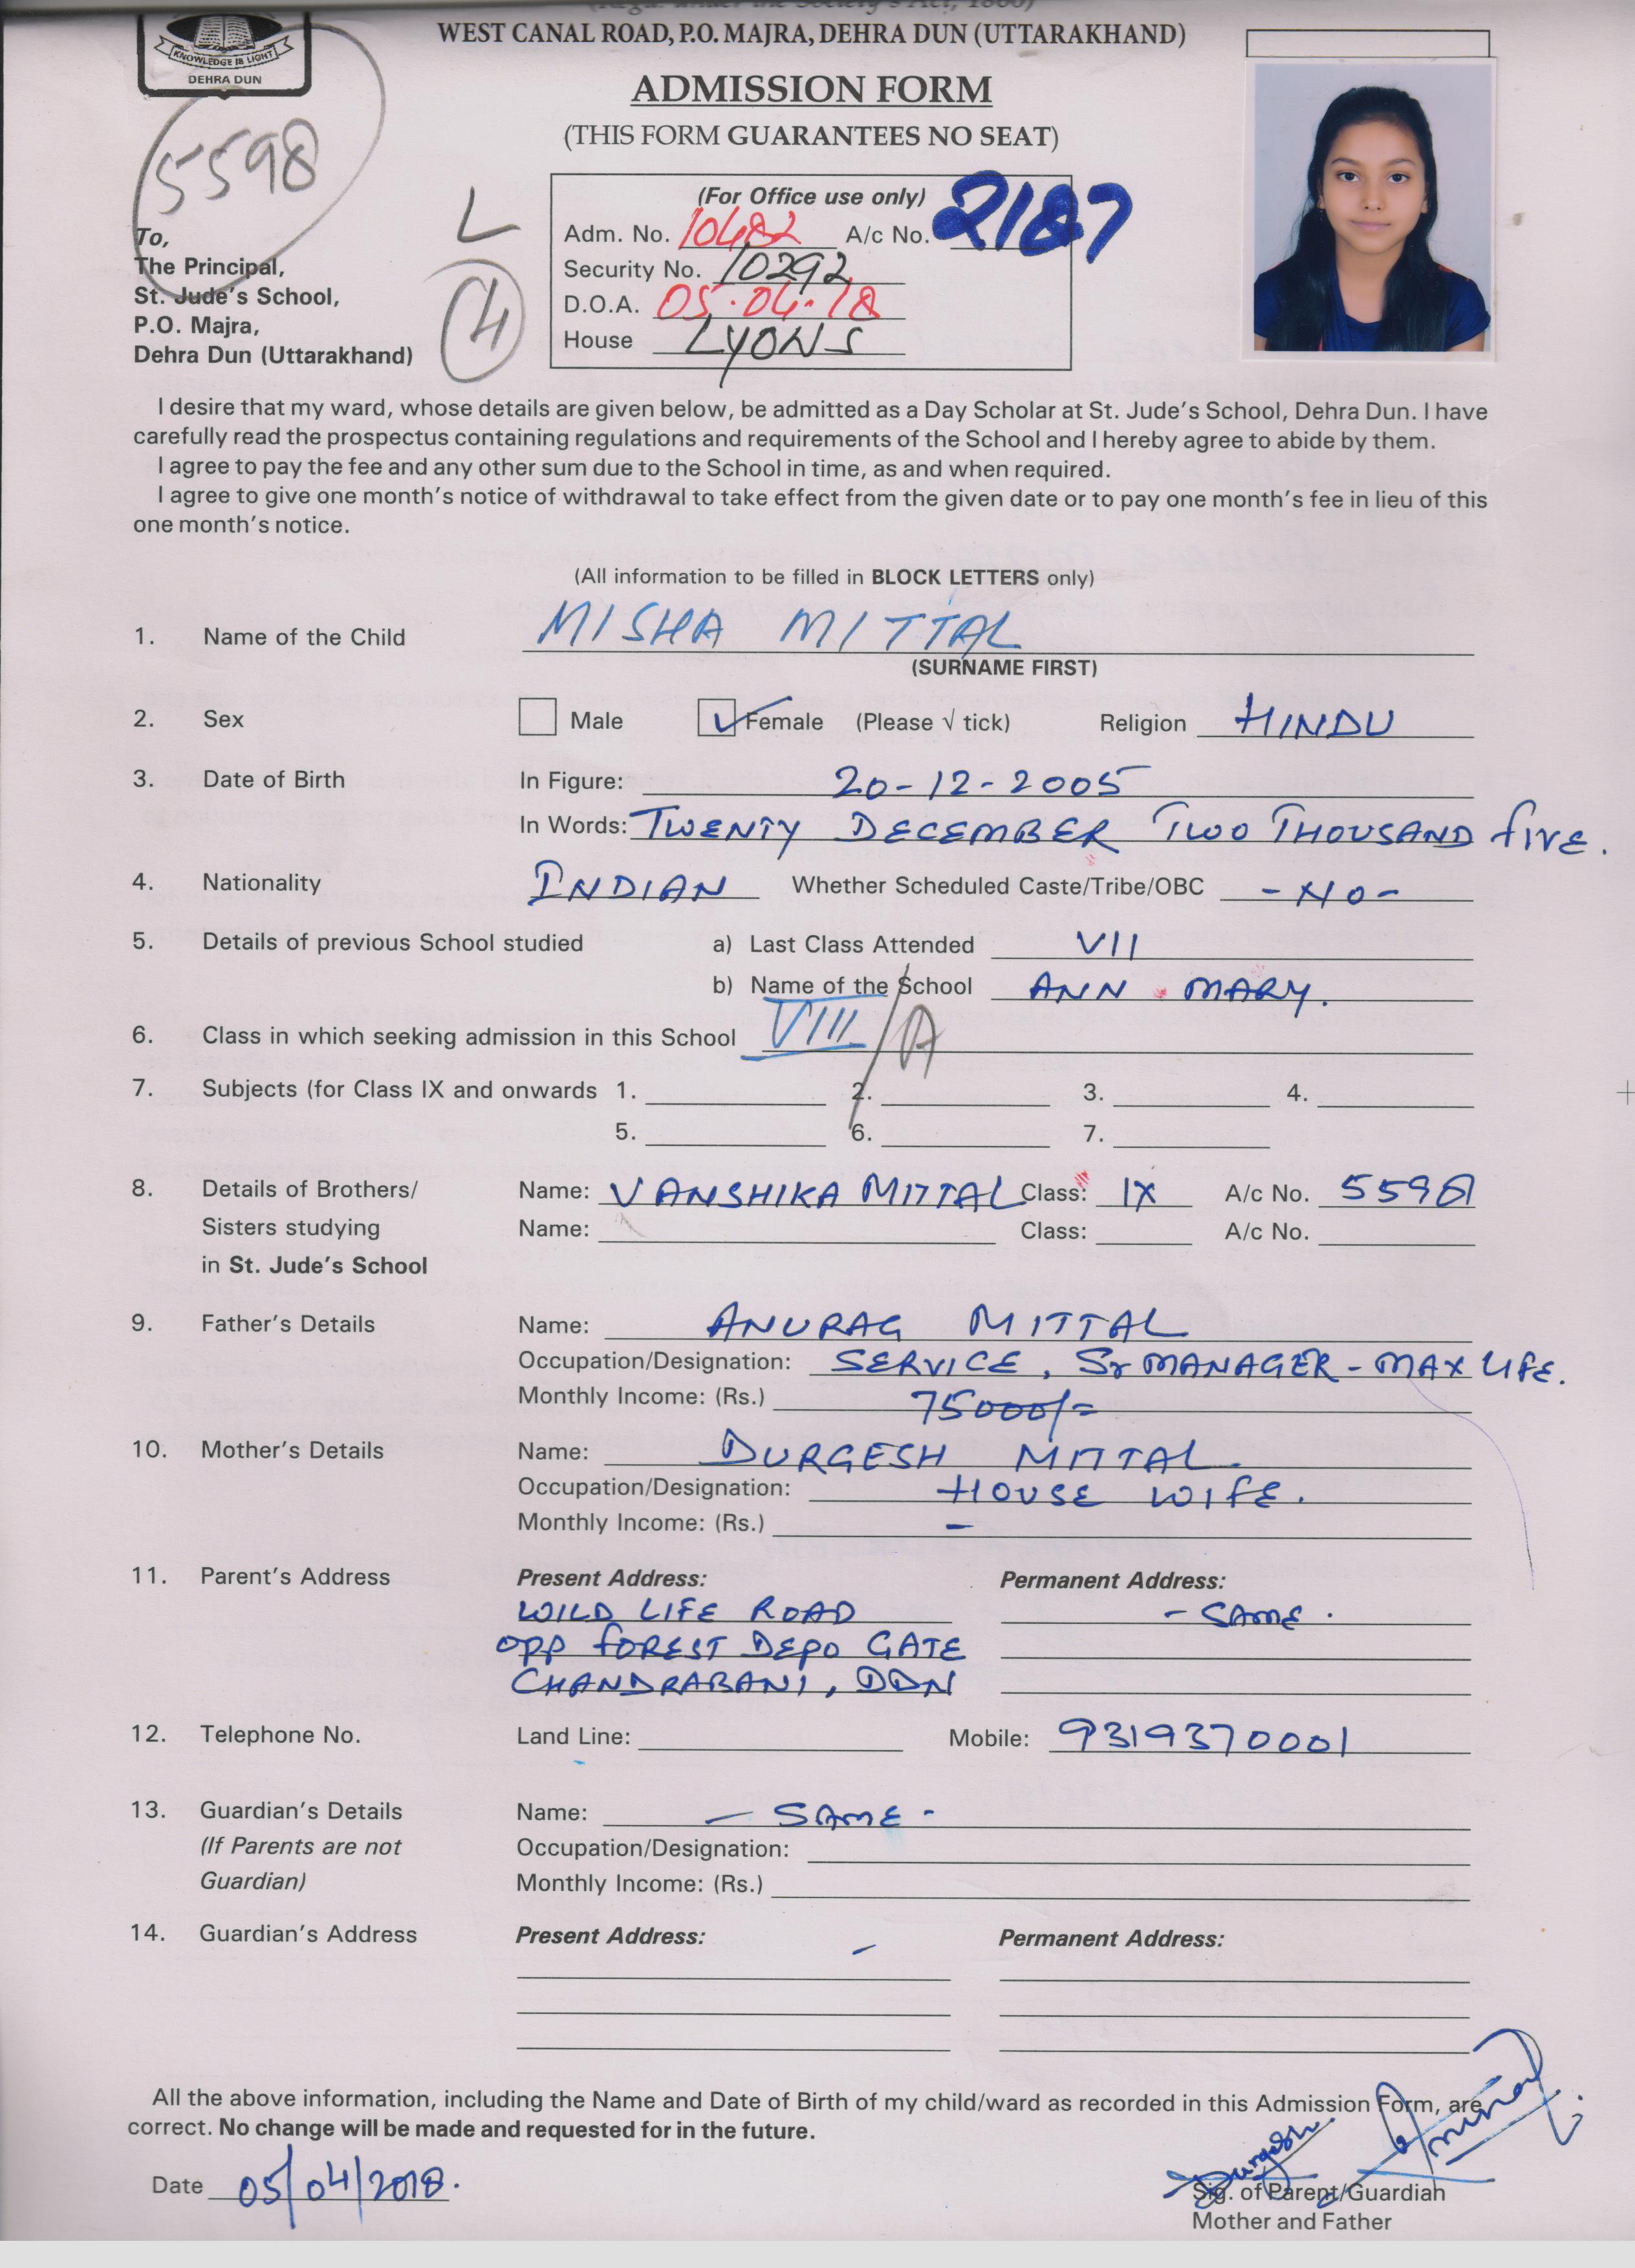 WEST CANAL ROAD, P.O. MAJRA, DEHRA DUN (UTTARAKHAND)
KNOWLEDGE IS LIGHT
DEHRA DUN
ADMISSION FORM
(THIS FORM GUARANTEES NO SEAT)
5598
L
4
(For Office use only)
Adm. No. 10482 A/c No. 2187
Security No. 10292
D.O.A. 05.04.18
House LYONS
To,
The Principal,
St. Jude's School,
P.O. Majra,
Dehra Dun (Uttarakhand)
I desire that my ward, whose details are given below, be admitted as a Day Scholar at St. Jude's School, Dehra Dun. I have
carefully read the prospectus containing regulations and requirements of the School and I hereby agree to abide by them.
I agree to pay the fee and any other sum due to the School in time, as and when required.
I agree to give one month's notice of withdrawal to take effect from the given date or to pay one month's fee in lieu of this
one month's notice.
(All information to be filled in BLOCK LETTERS only)
1. Name of the Child MISHA MITTAL
(SURNAME FIRST)
2. Sex Male ✓ Female (Please √ tick) Religion HINDU
3. Date of Birth In Figure: 20-12-2005
In Words: TWENTY DECEMBER TWO THOUSAND FIVE.
4. Nationality INDIAN Whether Scheduled Caste/Tribe/OBC - NO -
5. Details of previous School studied a) Last Class Attended VII
b) Name of the School ANN MARY.
6. Class in which seeking admission in this School VIII / A
7. Subjects (for Class IX and onwards 1. 2. 3. 4.
5. 6. 7.
8. Details of Brothers/ Name: VANSHIKA MITTAL Class: IX A/c No.
Sisters studying Name: Class: A/c No.
in St. Jude's School
9. Father's Details Name: ANURAG MITTAL
Occupation/Designation: SERVICE, Sr MANAGER - MAX LIFE.
Monthly Income: (Rs.) 75000/=
10. Mother's Details Name: DURGESH MITTAL
Occupation/Designation: HOUSE WIFE.
Monthly Income: (Rs.) -
11. Parent's Address Present Address: Permanent Address:
WILD LIFE ROAD - SAME .
OPP FOREST DEPO GATE
CHANDRABANI, DDN
12. Telephone No. Land Line: Mobile: 9319370001
13. Guardian's Details Name: - SAME -
(If Parents are not Occupation/Designation:
Guardian) Monthly Income: (Rs.)
14. Guardian's Address Present Address: - Permanent Address:
All the above information, including the Name and Date of Birth of my child/ward as recorded in this Admission Form, are
correct. No change will be made and requested for in the future.
Durgesh
Date 05/04/2018. Sig. of Parent/Guardian
Mother and Father